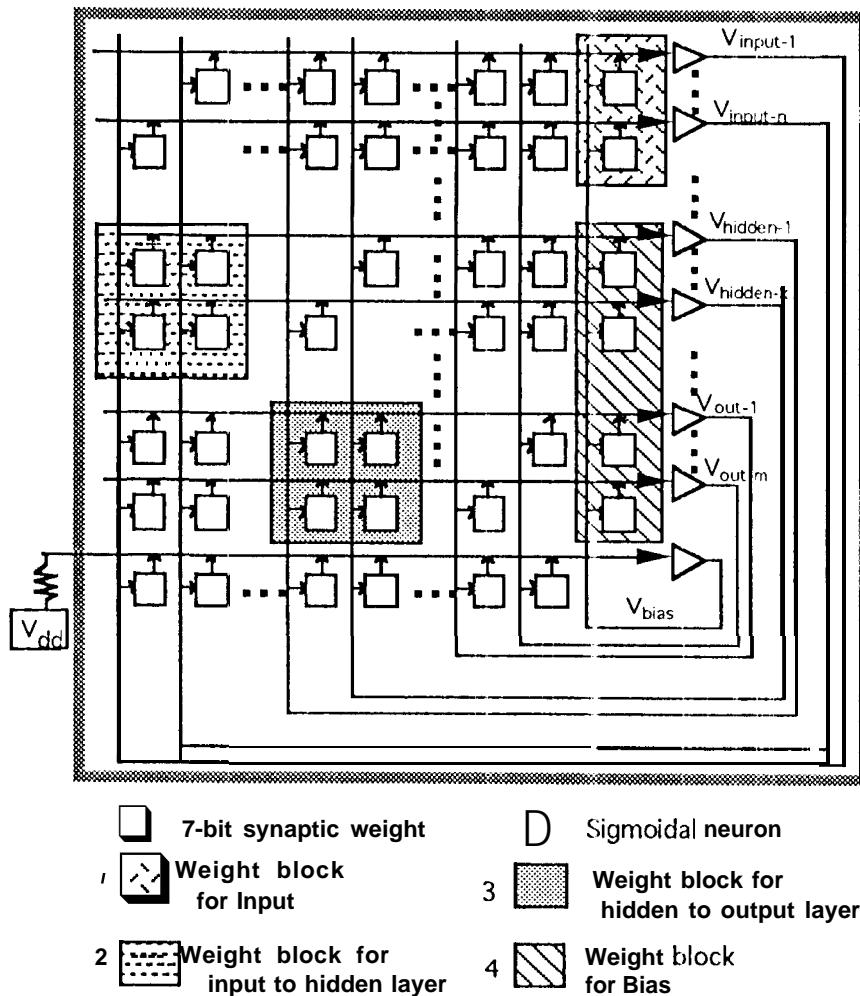 Vinput-1
Vinput-n
Vhidden-1
Vhidden-x
Vout-1
Vout-m
Vbias
Vdd
7-bit synaptic weight
D Sigmoidal neuron
1 Weight block
for Input
3 Weight block for
hidden to output layer
2 Weight block for
input to hidden layer
4 Weight block
for Bias